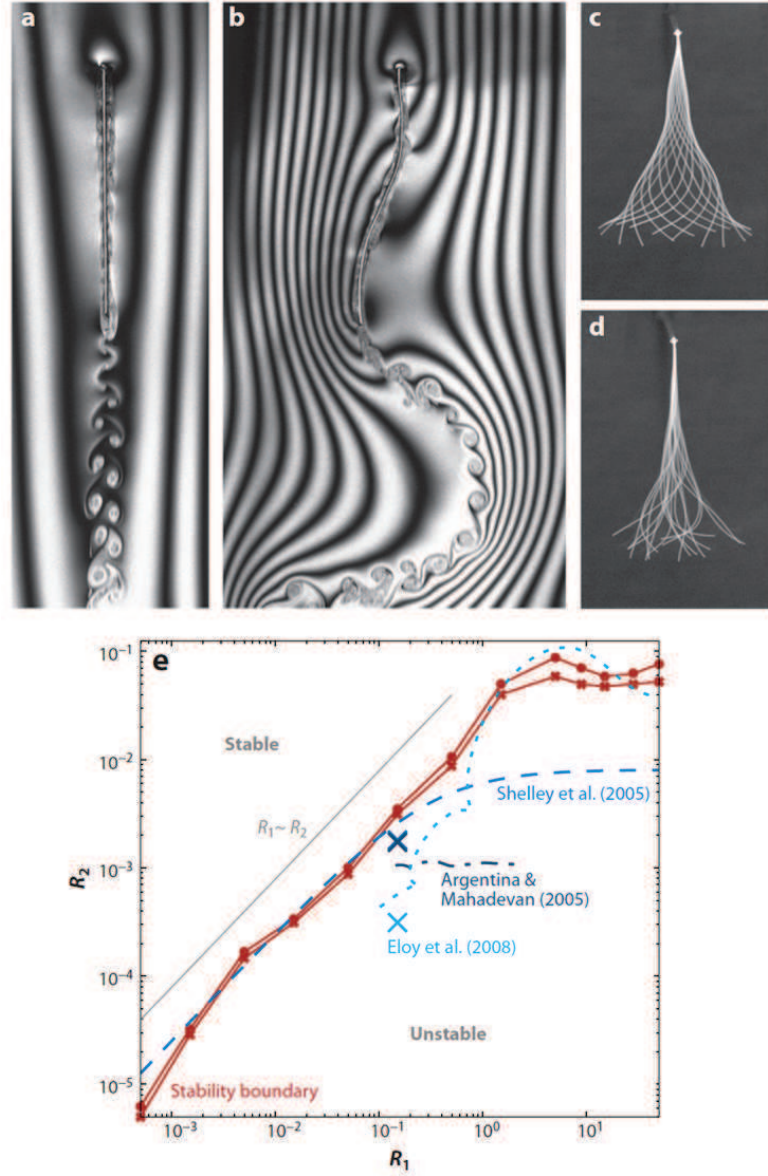 a
b
c
d
e
10⁻¹
10⁻²
10⁻³
10⁻⁴
10⁻⁵
R₂
Stable
R₁~ R₂
Shelley et al. (2005)
Argentina &
Mahadevan (2005)
Eloy et al. (2008)
Unstable
Stability boundary
10⁻³
10⁻²
10⁻¹
10⁰
10¹
R₁